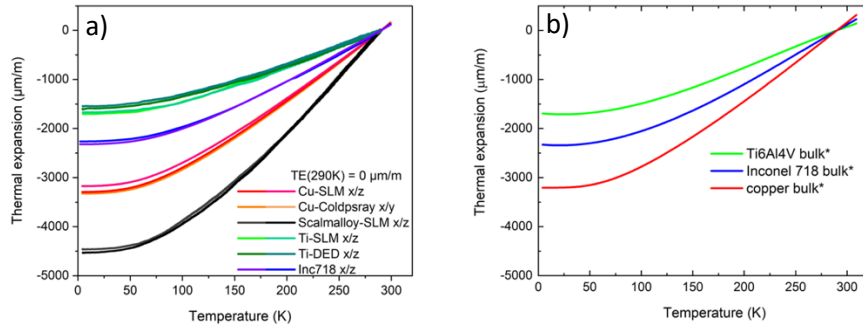 a)
Thermal expansion (µm/m)
0
-1000
-2000
-3000
-4000
-5000
TE(290K) = 0 µm/m
Cu-SLM x/z
Cu-Coldpsray x/y
Scalmalloy-SLM x/z
Ti-SLM x/z
Ti-DED x/z
Inc718 x/z
0 50 100 150 200 250 300
Temperature (K)
b)
Thermal expansion (µm/m)
0
-1000
-2000
-3000
-4000
-5000
Ti6Al4V bulk*
Inconel 718 bulk*
copper bulk*
0 50 100 150 200 250 300
Temperature (K)